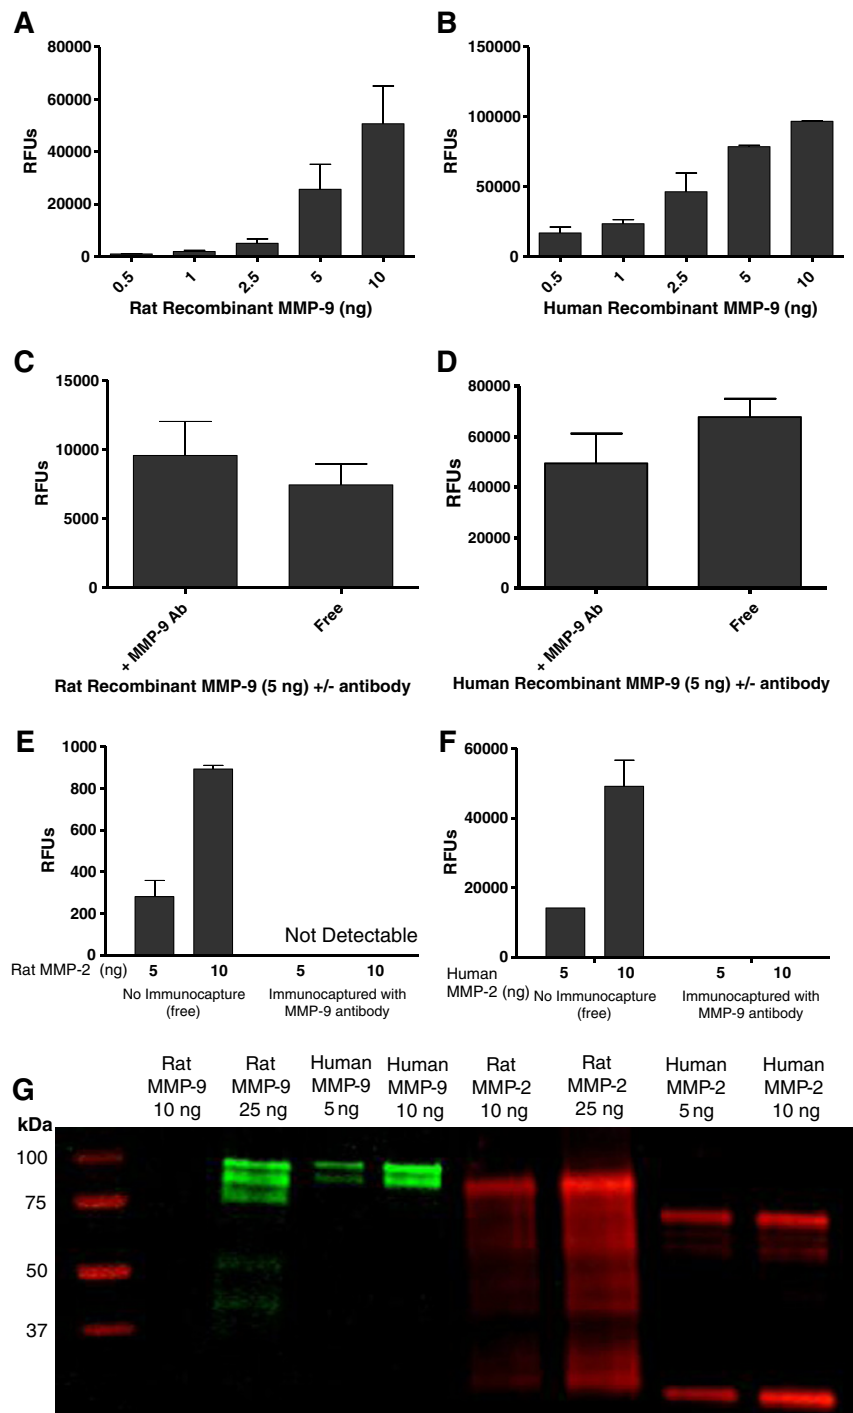 A
80000
60000
40000
20000
0
RFUs
0.5
1
2.5
5
10
Rat Recombinant MMP-9 (ng)
B
150000
100000
50000
0
RFUs
0.5
1
2.5
5
10
Human Recombinant MMP-9 (ng)
C
15000
10000
5000
0
RFUs
+ MMP-9 Ab
Free
Rat Recombinant MMP-9 (5 ng) +/- antibody
D
80000
60000
40000
20000
0
RFUs
+ MMP-9 Ab
Free
Human Recombinant MMP-9 (5 ng) +/- antibody
E
1000
800
600
400
200
0
RFUs
Not Detectable
Rat MMP-2 (ng)
5
10
5
10
No Immunocapture
(free)
Immunocaptured with
MMP-9 antibody
F
60000
40000
20000
0
RFUs
Human
MMP-2 (ng)
5
10
5
10
No Immunocapture
(free)
Immunocaptured with
MMP-9 antibody
G
Rat
MMP-9
10 ng
Rat
MMP-9
25 ng
Human
MMP-9
5 ng
Human
MMP-9
10 ng
Rat
MMP-2
10 ng
Rat
MMP-2
25 ng
Human
MMP-2
5 ng
Human
MMP-2
10 ng
kDa
100
75
50
37